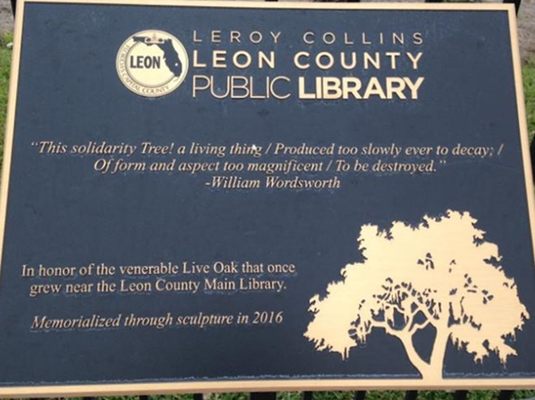 LEON
LEROY COLLINS
LEON COUNTY
PUBLIC LIBRARY
"This solidarity Tree! a living thing / Produced too slowly ever to decay; /
Of form and aspect too magnificent / To be destroyed."
-William Wordsworth
In honor of the venerable Live Oak that once
grew near the Leon County Main Library.
Memorialized through sculpture in 2016